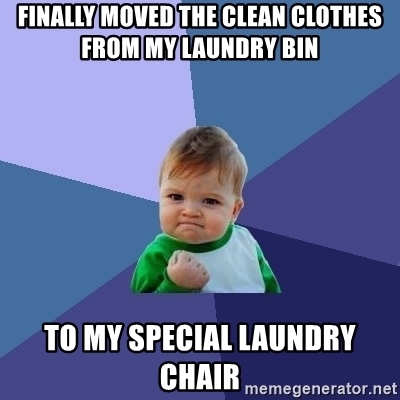 FINALLY MOVED THE CLEAN CLOTHES
FROM MY LAUNDRY BIN
TO MY SPECIAL LAUNDRY
CHAIR
memegenerator.net